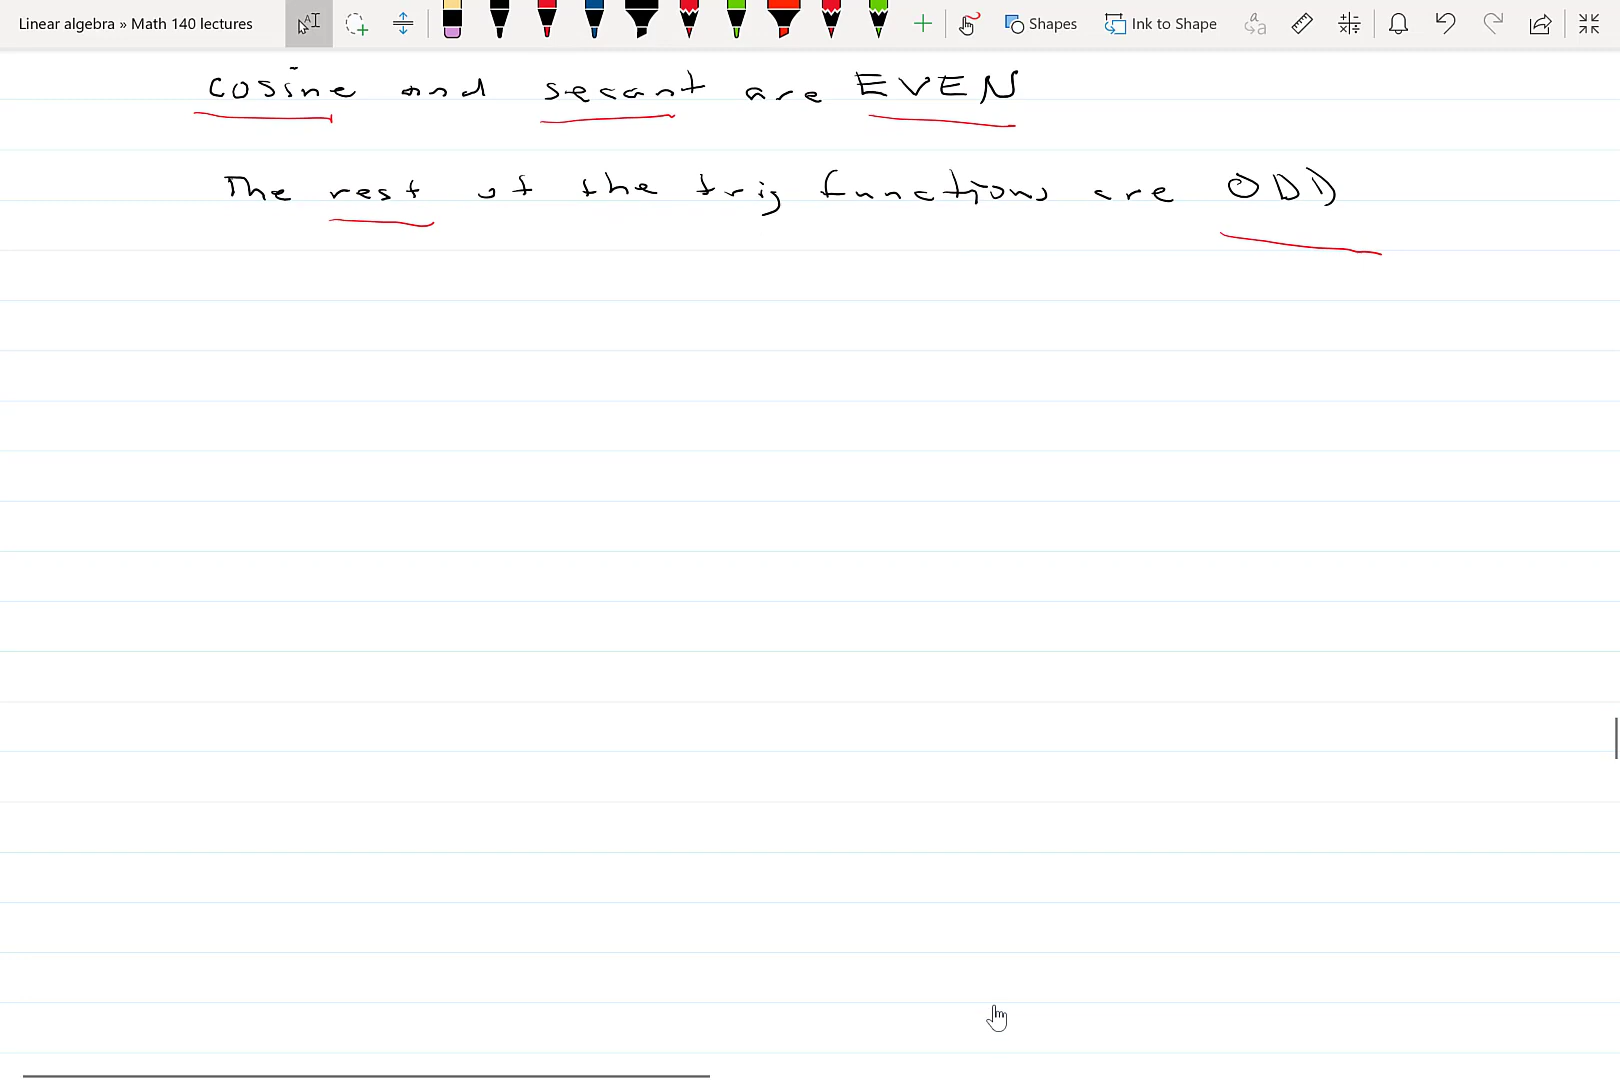 Linear algebra » Math 140 lectures
Shapes
Ink to Shape
cosine and secant are EVEN
The rest of the trig functions are ODD